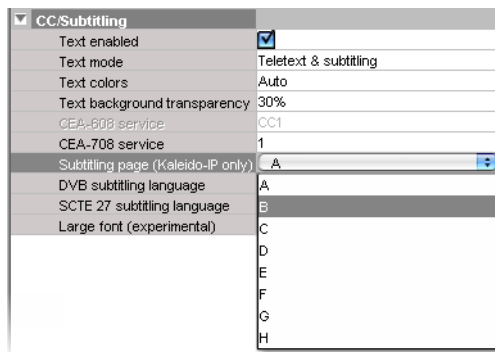 CC/Subtitling
Text enabled
Text mode Teletext & subtitling
Text colors Auto
Text background transparency 30%
CEA-608 service CC1
CEA-708 service 1
Subtitling page (Kaleido-IP only) A
DVB subtitling language A
SCTE 27 subtitling language B
Large font (experimental) C
D
E
F
G
H